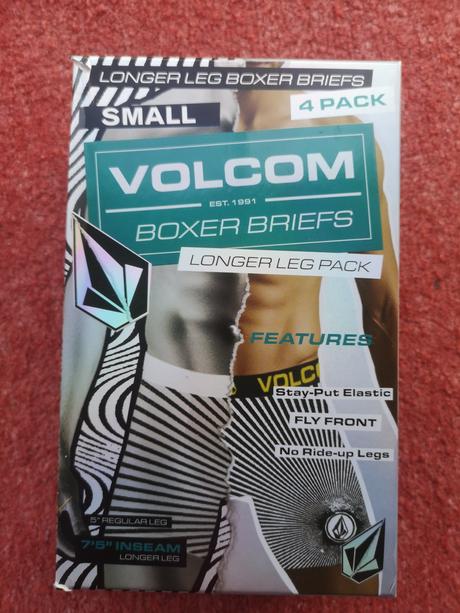 LONGER LEG BOXER BRIEFS
SMALL
4 PACK
VOLCOM
EST. 1991
BOXER BRIEFS
LONGER LEG PACK
FEATURES
VOLC
Stay-Put Elastic
FLY FRONT
No Ride-up Legs
5" REGULAR LEG
7'5" INSEAM
LONGER LEG